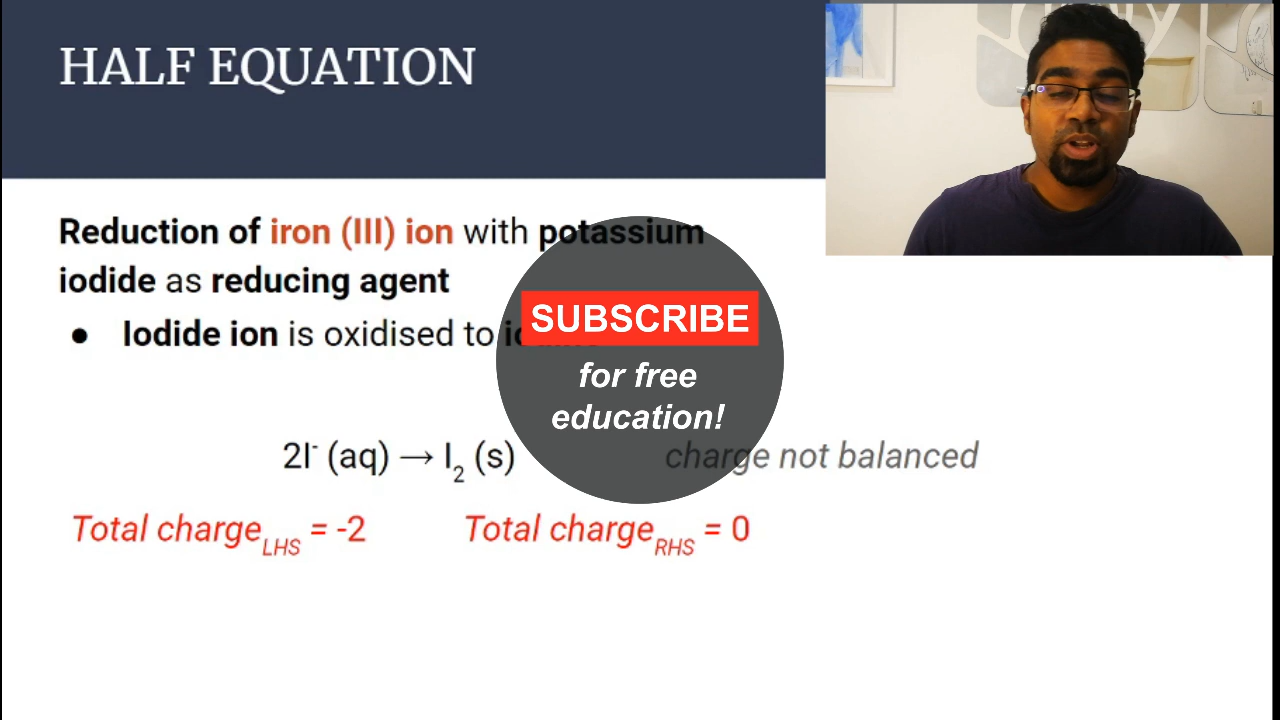 HALF EQUATION
Reduction of iron (III) ion with potassium
iodide as reducing agent
● Iodide ion is oxidised to
SUBSCRIBE
for free
education!
2I⁻ (aq) → I₂ (s) charge not balanced
Total charge_LHS = -2 Total charge_RHS = 0